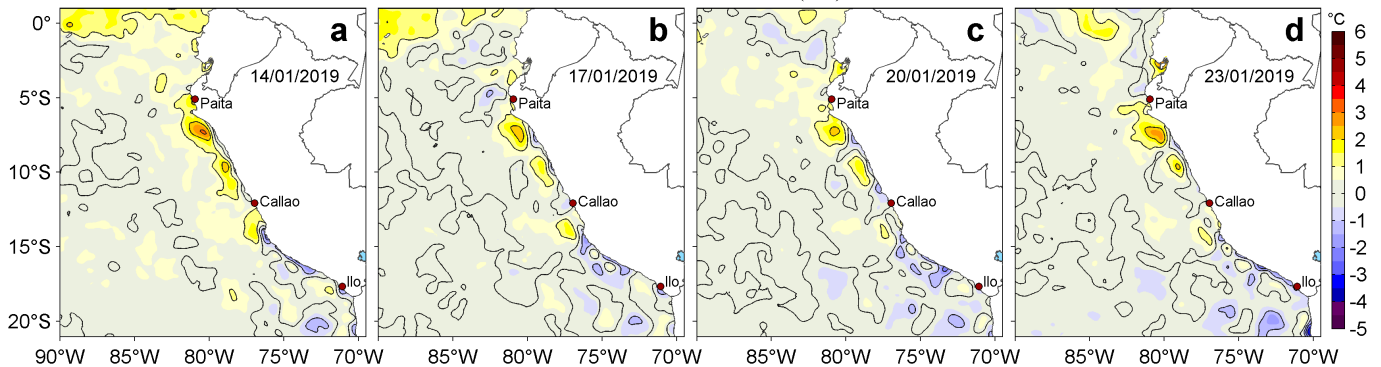 a b c d
°C
14/01/2019 17/01/2019 20/01/2019 23/01/2019
Paita Paita Paita Paita
Callao Callao Callao Callao
Ilo Ilo Ilo Ilo
0°
5°S
10°S
15°S
20°S
90°W 85°W 80°W 75°W 70°W 85°W 80°W 75°W 70°W 85°W 80°W 75°W 70°W 85°W 80°W 75°W 70°W
6
5
4
3
2
1
0
-1
-2
-3
-4
-5